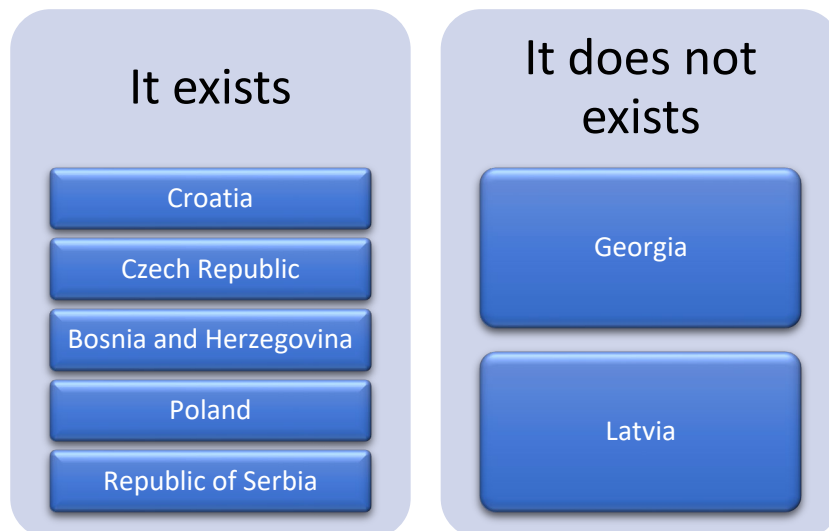 It exists
Croatia
Czech Republic
Bosnia and Herzegovina
Poland
Republic of Serbia
It does not
exists
Georgia
Latvia